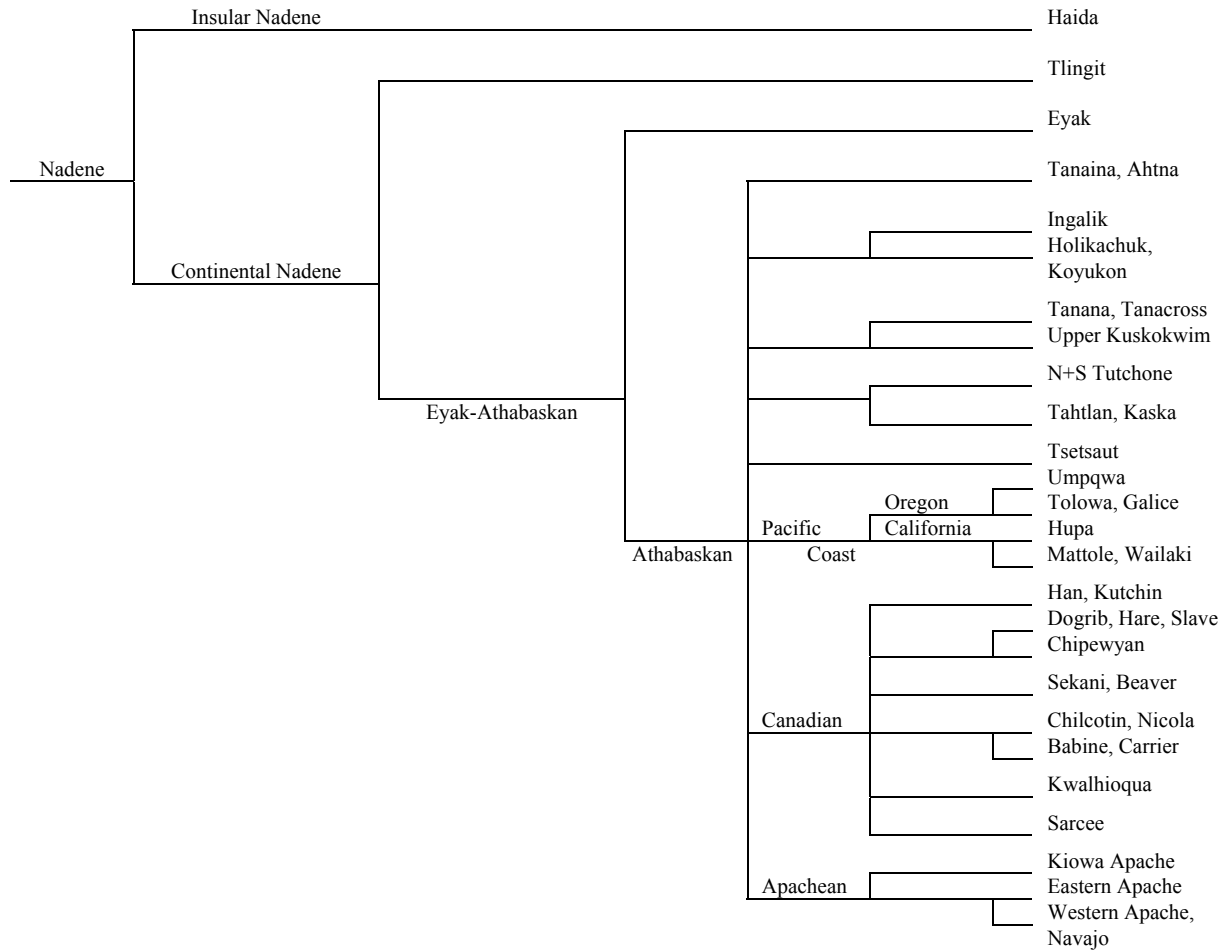 Insular Nadene
Haida
Tlingit
Eyak
Nadene
Tanaina, Ahtna
Ingalik
Holikachuk,
Koyukon
Continental Nadene
Tanana, Tanacross
Upper Kuskokwim
N+S Tutchone
Eyak-Athabaskan
Tahtlan, Kaska
Tsetsaut
Umpqwa
Oregon
Tolowa, Galice
Pacific
California
Hupa
Athabaskan
Coast
Mattole, Wailaki
Han, Kutchin
Dogrib, Hare, Slave
Chipewyan
Sekani, Beaver
Canadian
Chilcotin, Nicola
Babine, Carrier
Kwalhioqua
Sarcee
Kiowa Apache
Apachean
Eastern Apache
Western Apache,
Navajo